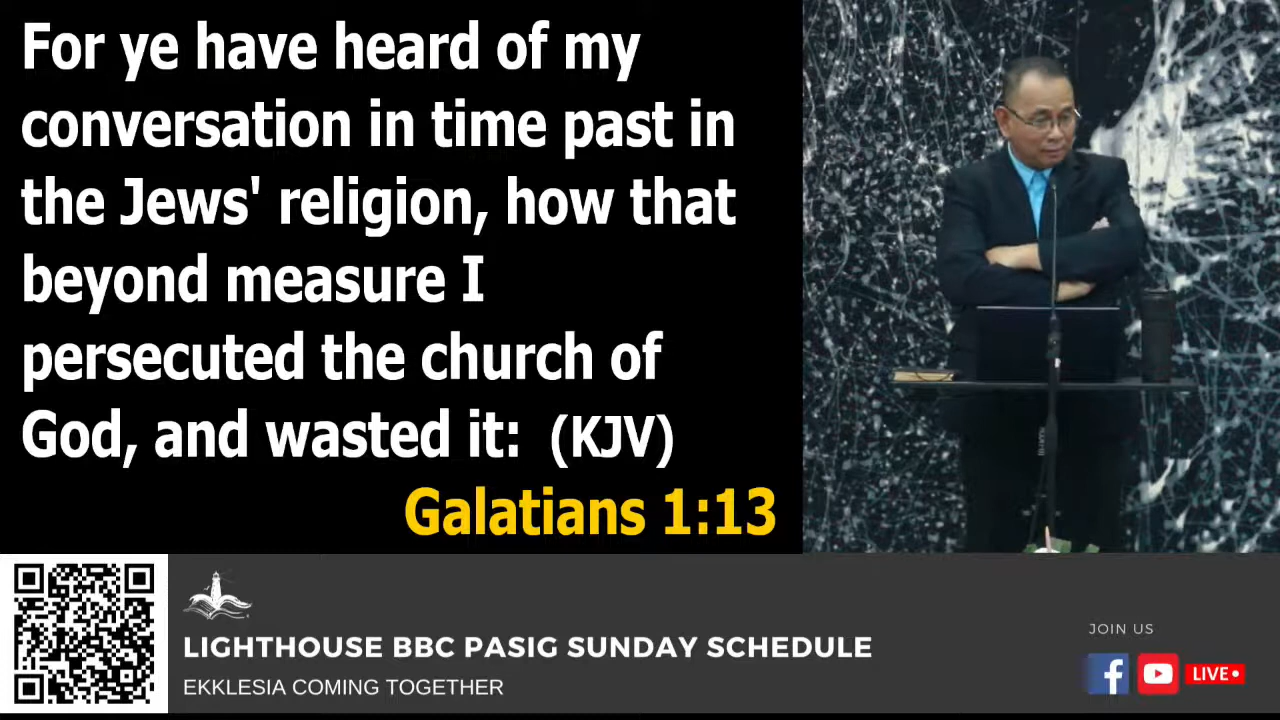 For ye have heard of my
conversation in time past in
the Jews' religion, how that
beyond measure I
persecuted the church of
God, and wasted it:  (KJV)
Galatians 1:13
LIGHTHOUSE BBC PASIG SUNDAY SCHEDULE
EKKLESIA COMING TOGETHER
JOIN US
LIVE